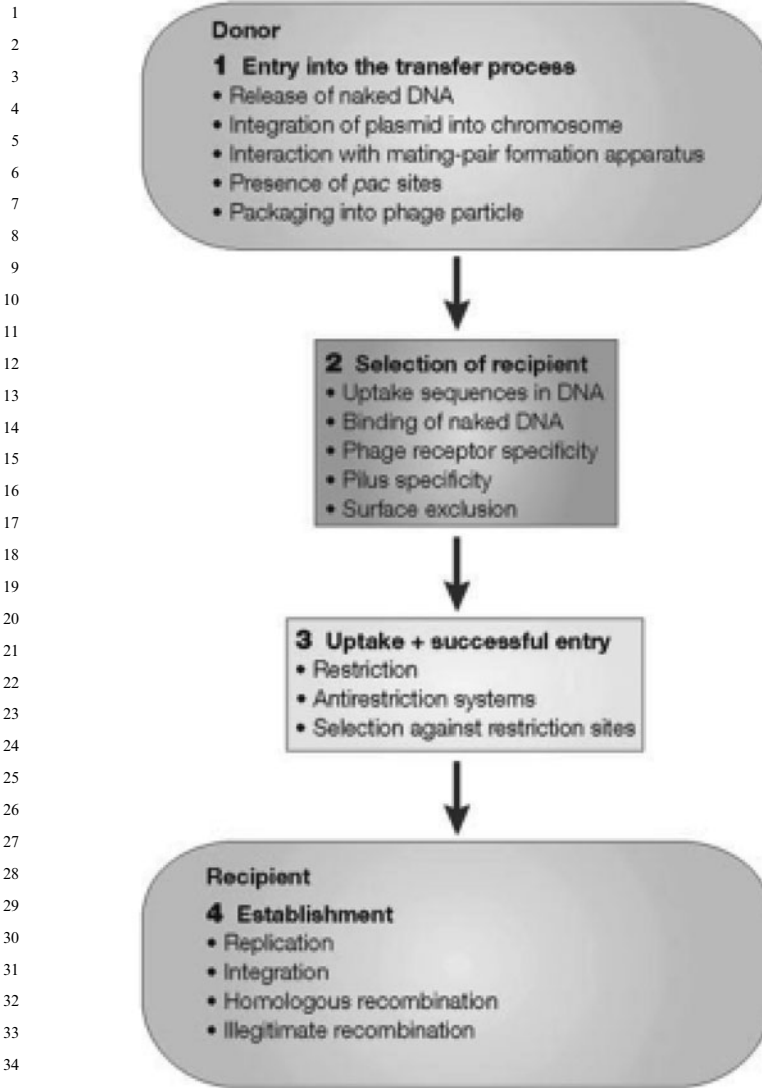 1
2
3
4
5
6
7
8
9
10
11
12
13
14
15
16
17
18
19
20
21
22
23
24
25
26
27
28
29
30
31
32
33
34
Donor
1 Entry into the transfer process
• Release of naked DNA
• Integration of plasmid into chromosome
• Interaction with mating-pair formation apparatus
• Presence of pac sites
• Packaging into phage particle
2 Selection of recipient
• Uptake sequences in DNA
• Binding of naked DNA
• Phage receptor specificity
• Pilus specificity
• Surface exclusion
3 Uptake + successful entry
• Restriction
• Antirestriction systems
• Selection against restriction sites
Recipient
4 Establishment
• Replication
• Integration
• Homologous recombination
• Illegitimate recombination